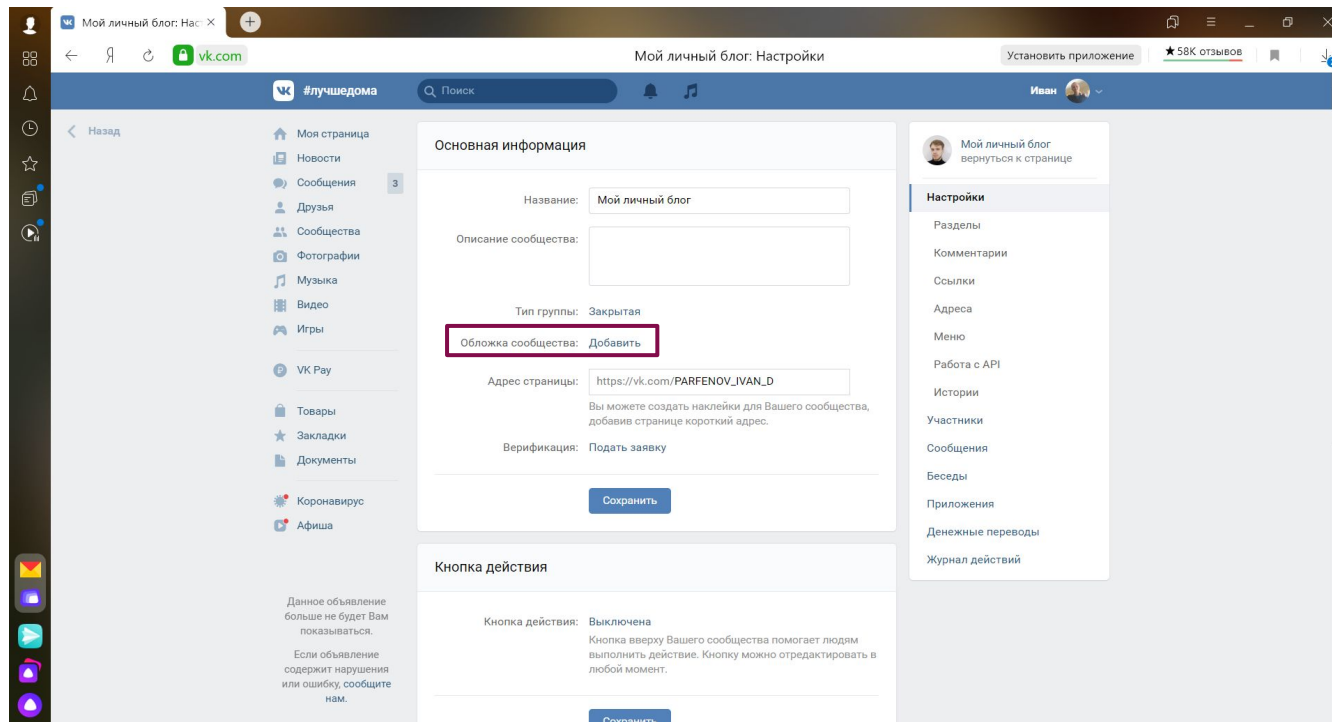 Мой личный блог: Нас
vk.com
Мой личный блог: Настройки
Установить приложение
★58K отзывов
#лучшедома
Поиск
Иван
Назад
Моя страница
Новости
Сообщения 3
Друзья
Сообщества
Фотографии
Музыка
Видео
Игры
VK Pay
Товары
Закладки
Документы
Коронавирус
Афиша
Данное объявление
больше не будет Вам
показываться.
Если объявление
содержит нарушения
или ошибку, сообщите
нам.
Основная информация
Название: Мой личный блог
Описание сообщества:
Тип группы: Закрытая
Обложка сообщества: Добавить
Адрес страницы: https://vk.com/PARFENOV_IVAN_D
Вы можете создать наклейки для Вашего сообщества,
добавив странице короткий адрес.
Верификация: Подать заявку
Сохранить
Кнопка действия
Кнопка действия: Выключена
Кнопка вверху Вашего сообщества помогает людям
выполнить действие. Кнопку можно отредактировать в
любой момент.
Сохранить
Мой личный блог
вернуться к странице
Настройки
Разделы
Комментарии
Ссылки
Адреса
Меню
Работа с API
Истории
Участники
Сообщения
Беседы
Приложения
Денежные переводы
Журнал действий